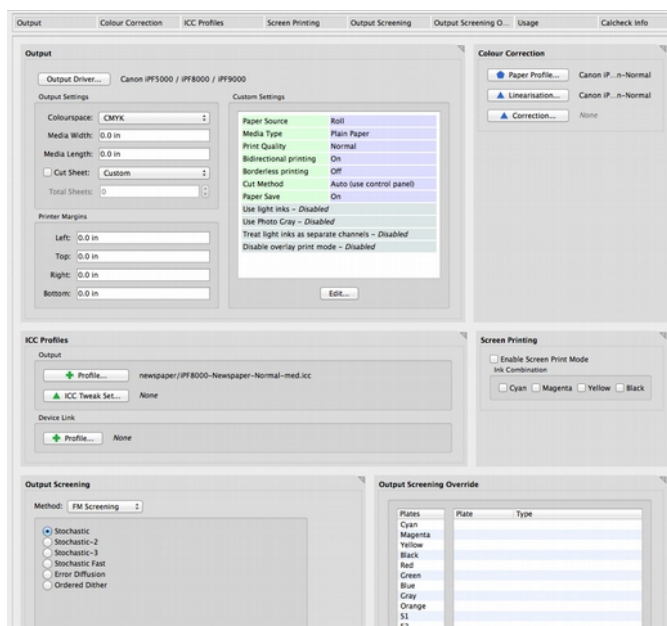 Output Colour Correction ICC Profiles Screen Printing Output Screening Output Screening O... Usage Calcheck Info
Output
Output Driver... Canon iPF5000 / iPF8000 / iPF9000
Output Settings
Colourspace: CMYK
Media Width: 0.0 in
Media Length: 0.0 in
Cut Sheet: Custom
Total Sheets: 0
Printer Margins
Left: 0.0 in
Top: 0.0 in
Right: 0.0 in
Bottom: 0.0 in
Custom Settings
Paper Source Roll
Media Type Plain Paper
Print Quality Normal
Bidirectional printing On
Borderless printing Off
Cut Method Auto (use control panel)
Paper Save On
Use light inks – Disabled
Use Photo Gray – Disabled
Treat light inks as separate channels – Disabled
Disable overlay print mode – Disabled
Edit...
Colour Correction
Paper Profile... Canon iP...n-Normal
Linearisation... Canon iP...n-Normal
Correction... None
ICC Profiles
Output
Profile... newspaper/iPF8000-Newspaper-Normal-med.icc
ICC Tweak Set... None
Device Link
Profile... None
Screen Printing
Enable Screen Print Mode
Ink Combination
Cyan Magenta Yellow Black
Output Screening
Method: FM Screening
Stochastic
Stochastic-2
Stochastic-3
Stochastic Fast
Error Diffusion
Ordered Dither
Output Screening Override
Plates Plate Type
Cyan
Magenta
Yellow
Black
Red
Green
Blue
Gray
Orange
S1
S2